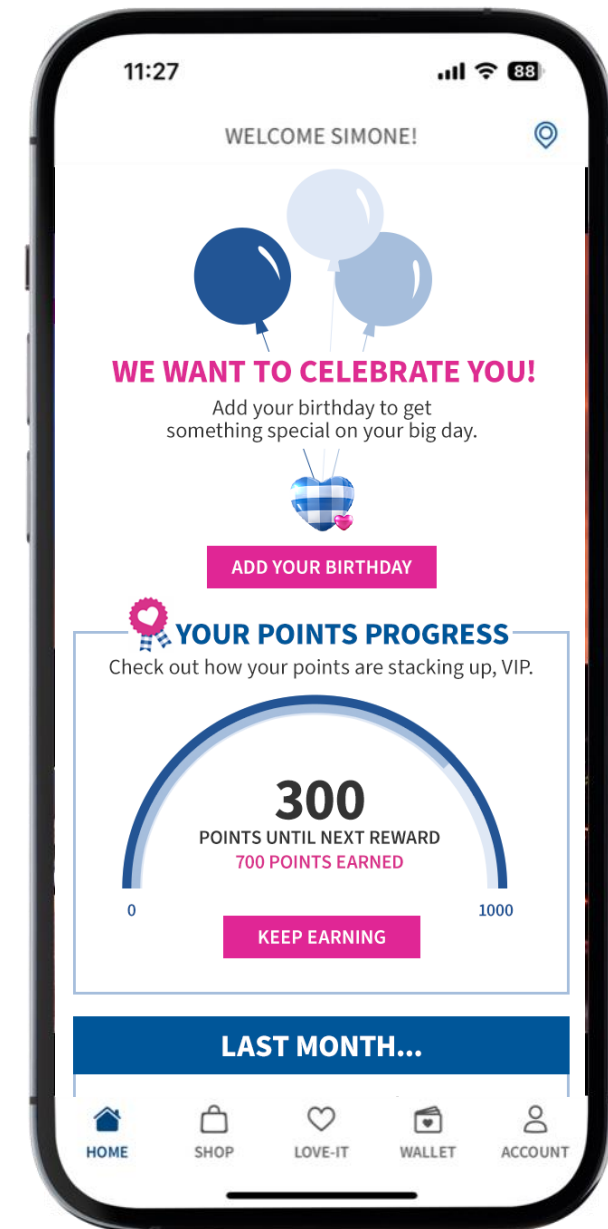 11:27
88
WELCOME SIMONE!
WE WANT TO CELEBRATE YOU!
Add your birthday to get
something special on your big day.
ADD YOUR BIRTHDAY
YOUR POINTS PROGRESS
Check out how your points are stacking up, VIP.
300
POINTS UNTIL NEXT REWARD
700 POINTS EARNED
0
1000
KEEP EARNING
LAST MONTH...
HOME
SHOP
LOVE-IT
WALLET
ACCOUNT